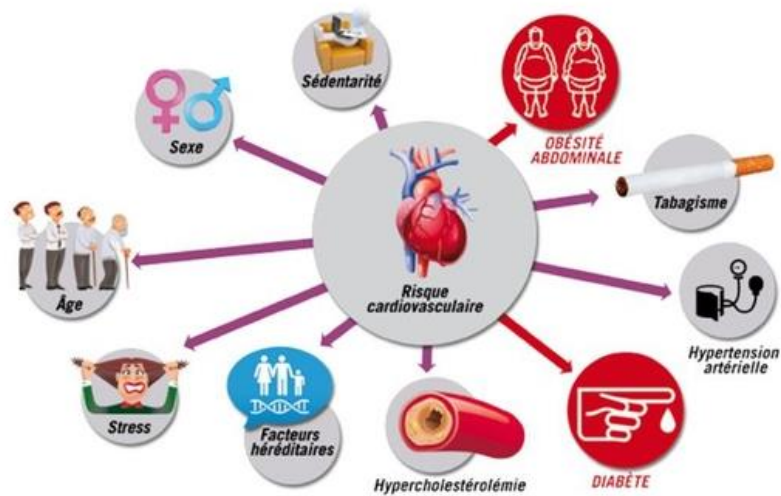 Sédentarité
Sexe
OBÉSITÉ
ABDOMINALE
Tabagisme
Âge
Risque
cardiovasculaire
Hypertension
artérielle
Stress
Facteurs
héréditaires
Hypercholestérolémie
DIABÈTE